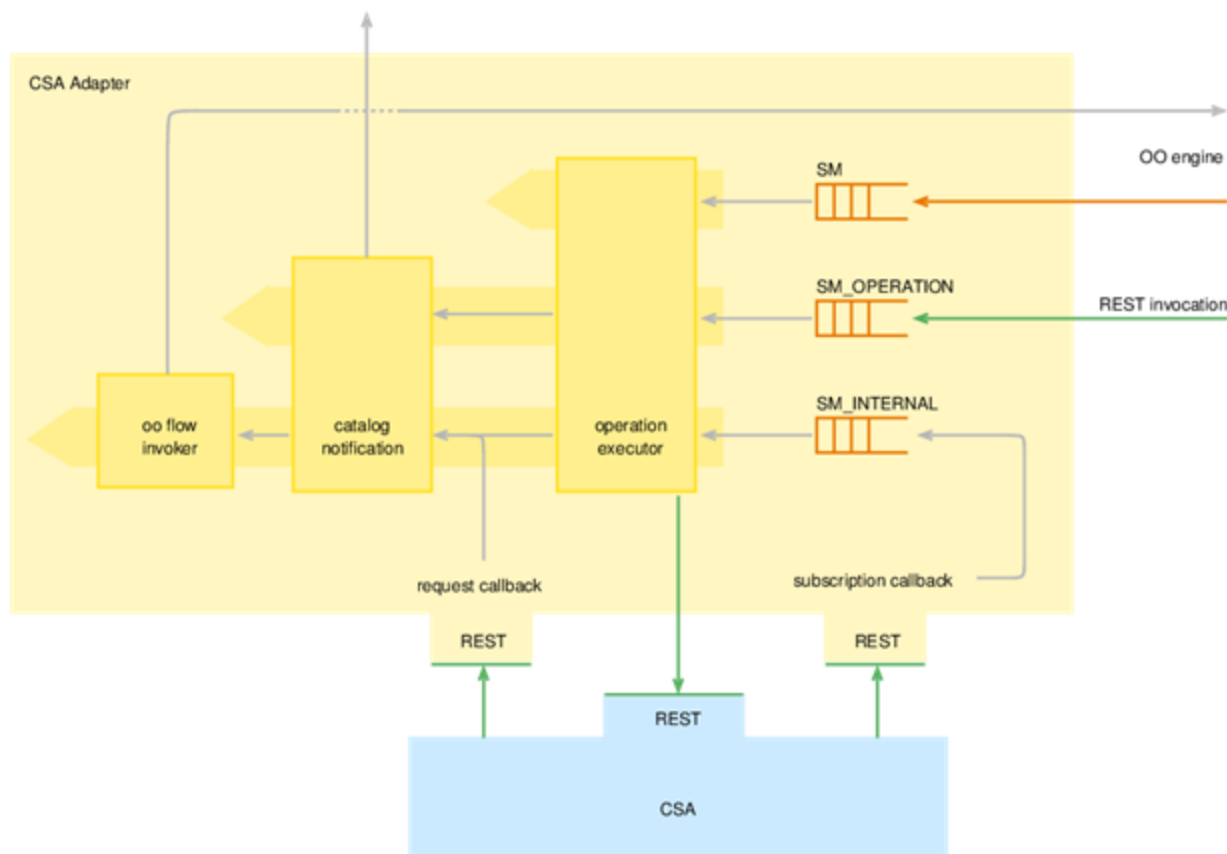 CSA Adapter
OO engine
SM
SM_OPERATION
REST invocation
SM_INTERNAL
oo flow
invoker
catalog
notification
operation
executor
request callback
subscription callback
REST
REST
REST
CSA